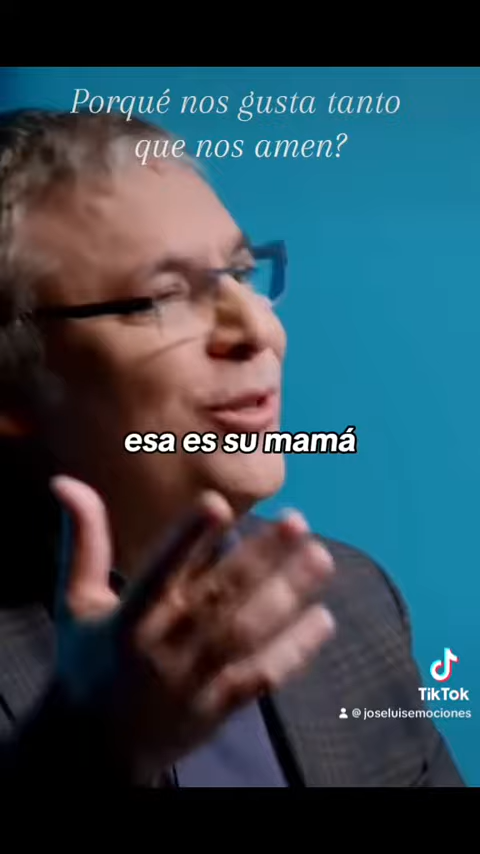 Porqué nos gusta tanto
que nos amen?
esa es su mamá
TikTok
@joseluisemociones